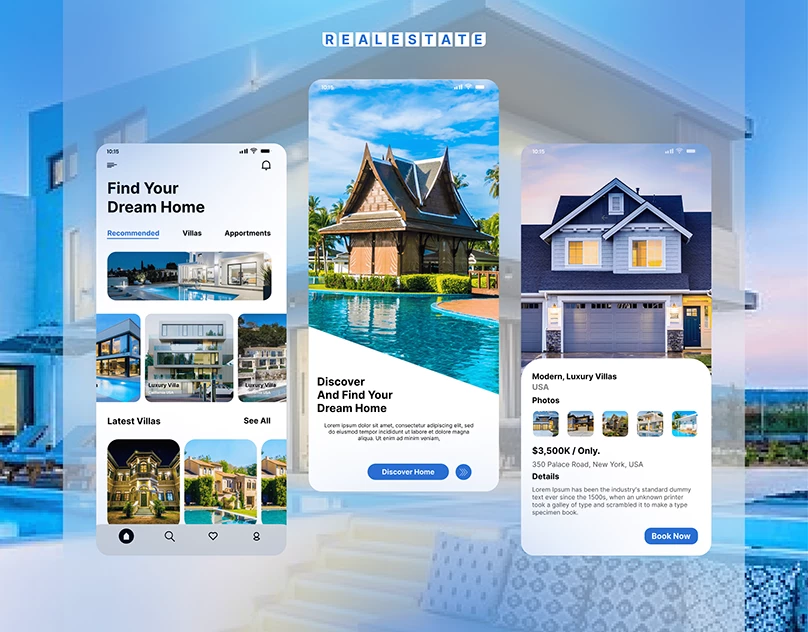 REALESTATE
10:15
Find Your
Dream Home
Recommended Villas Apportments
Luxury Villa
California USA
Luxury Villa
Latest Villas See All
10:15
Discover
And Find Your
Dream Home
Lorem ipsum dolor sit amet, consectetur adipiscing elit, sed
do eiusmod tempor incididunt ut labore et dolore magna
aliqua. Ut enim ad minim veniam,
Discover Home
10:15
Modern, Luxury Villas
USA
Photos
$3,500K / Only.
350 Palace Road, New York, USA
Details
Lorem Ipsum has been the industry's standard dummy
text ever since the 1500s, when an unknown printer
took a galley of type and scrambled it to make a type
specimen book.
Book Now